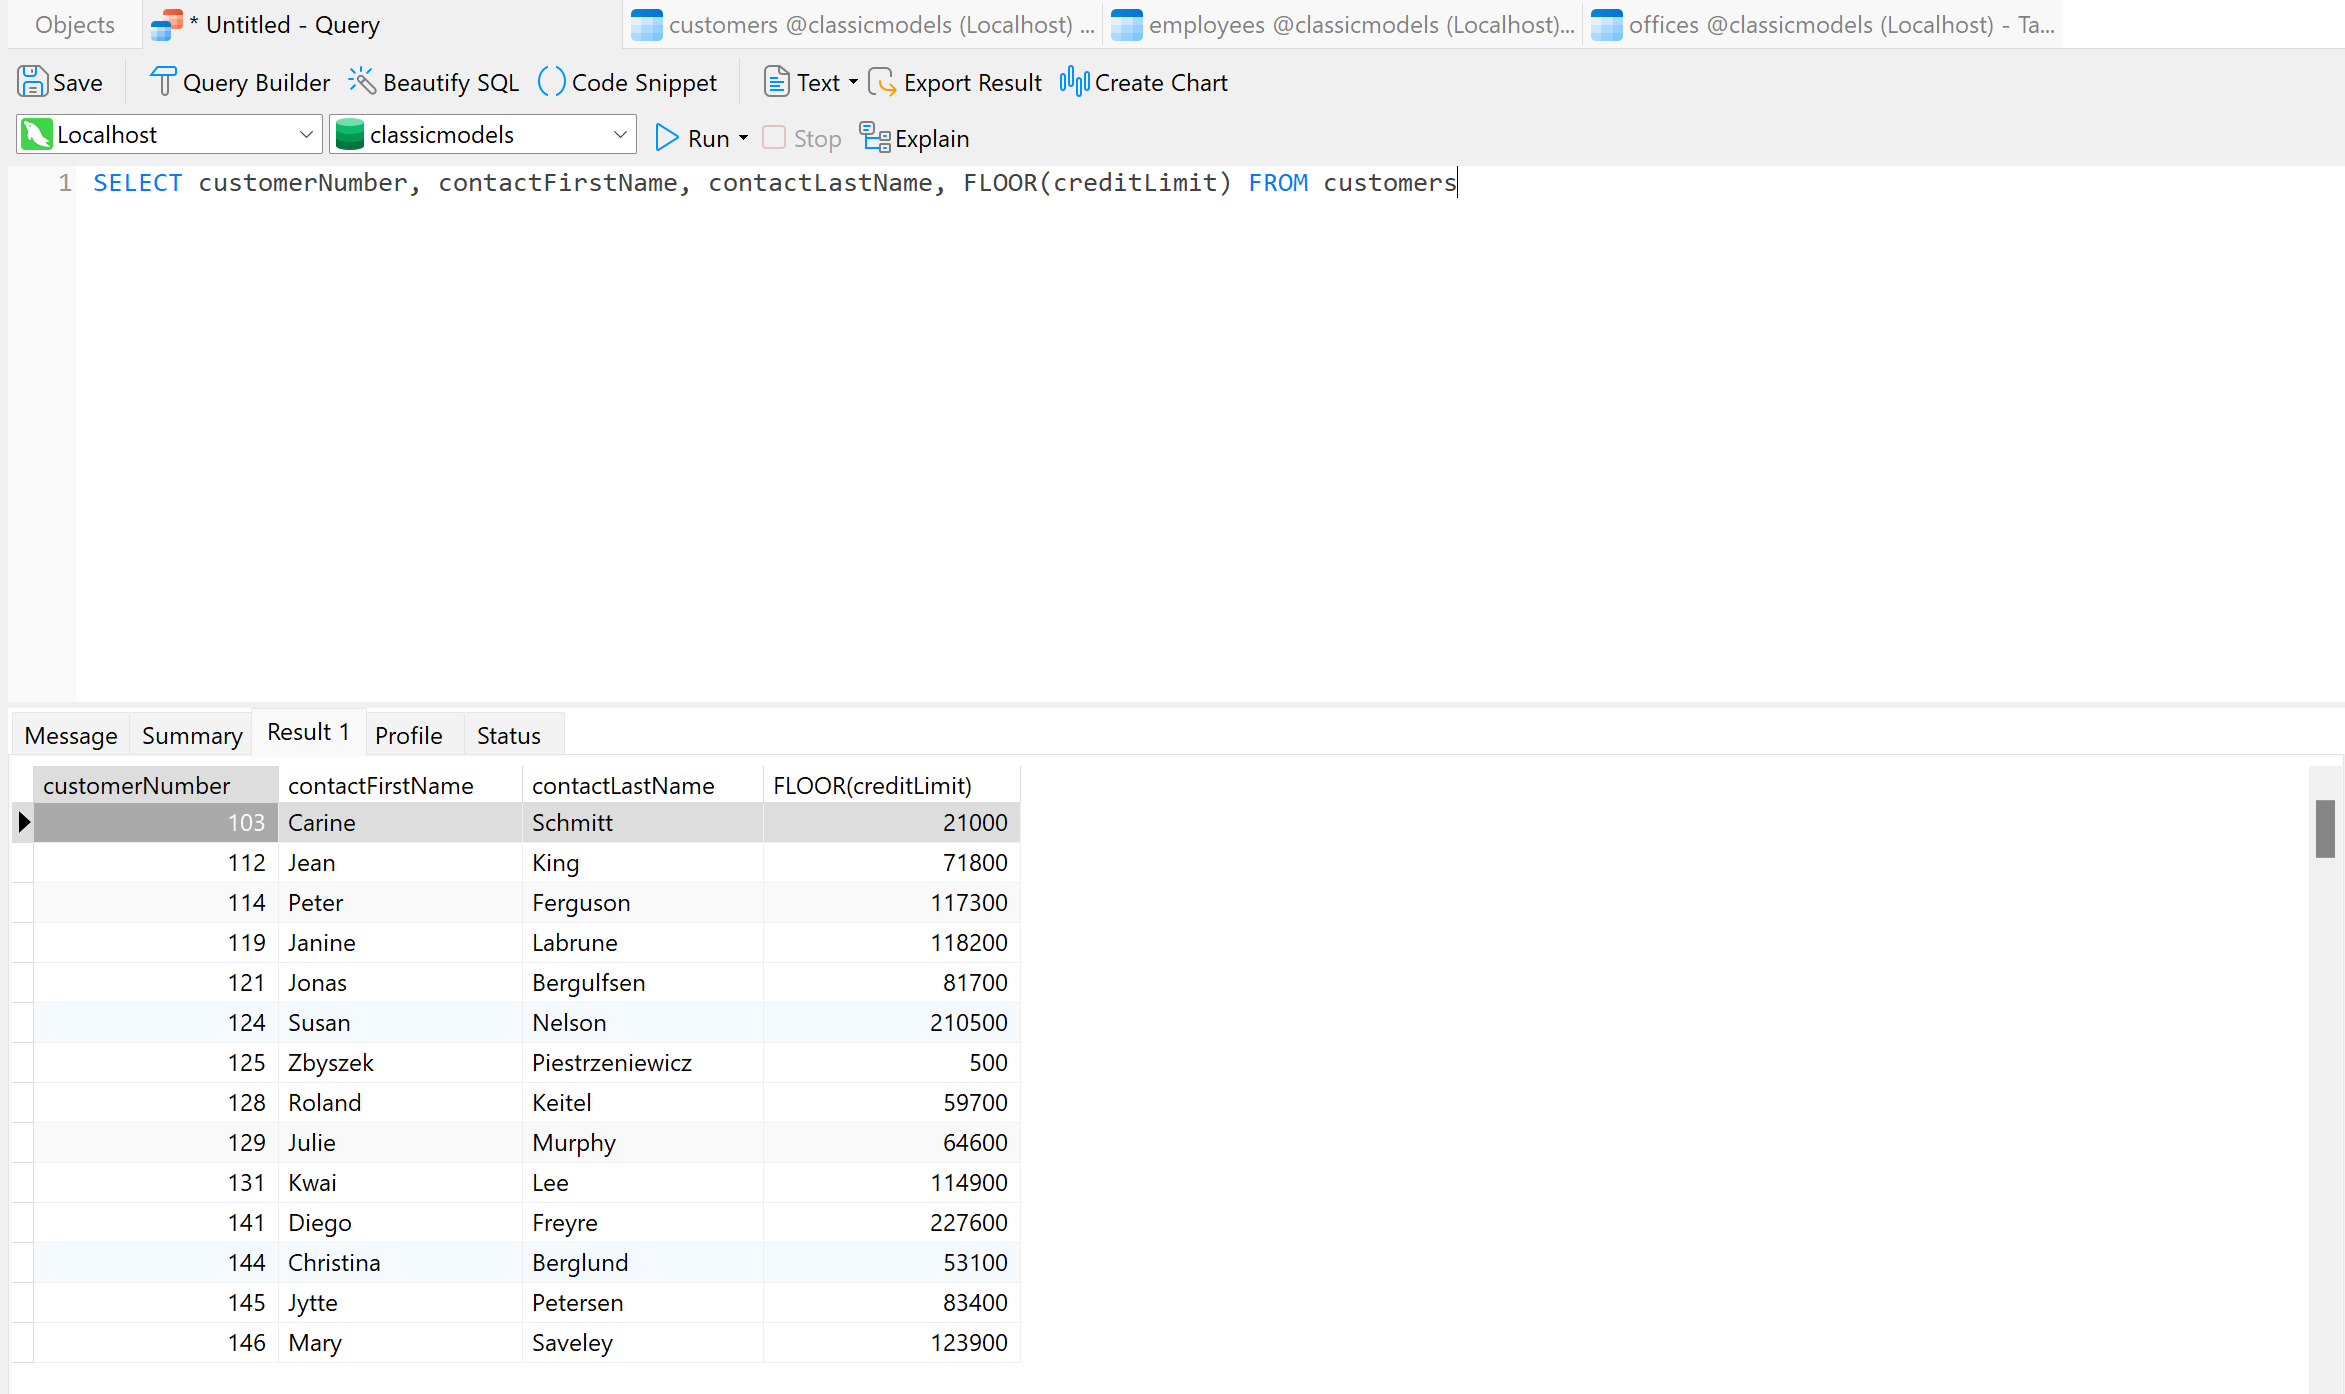 Objects * Untitled - Query customers @classicmodels (Localhost) ... employees @classicmodels (Localhost)... offices @classicmodels (Localhost) - Ta...
Save Query Builder Beautify SQL Code Snippet Text Export Result Create Chart
Localhost classicmodels Run Stop Explain
1 SELECT customerNumber, contactFirstName, contactLastName, FLOOR(creditLimit) FROM customers
Message Summary Result 1 Profile Status
customerNumber contactFirstName contactLastName FLOOR(creditLimit)
103 Carine Schmitt 21000
112 Jean King 71800
114 Peter Ferguson 117300
119 Janine Labrune 118200
121 Jonas Bergulfsen 81700
124 Susan Nelson 210500
125 Zbyszek Piestrzeniewicz 500
128 Roland Keitel 59700
129 Julie Murphy 64600
131 Kwai Lee 114900
141 Diego Freyre 227600
144 Christina Berglund 53100
145 Jytte Petersen 83400
146 Mary Saveley 123900